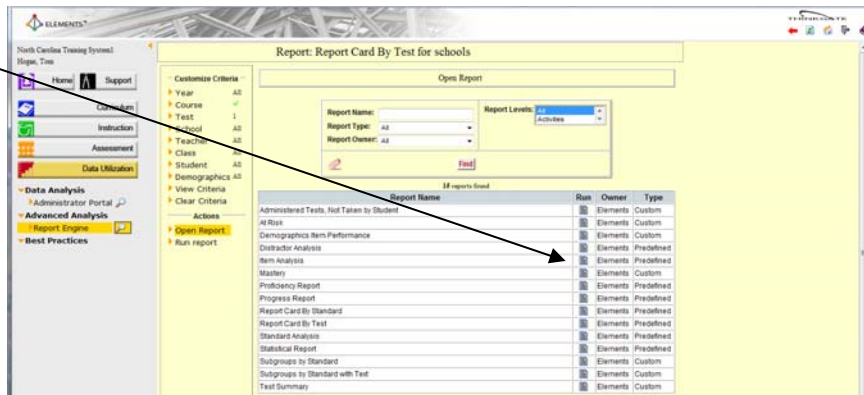 ELEMENTS™
THINKGATE
North Carolina Training System1
Hogue, Tom
Home
Support
Curriculum
Instruction
Assessment
Data Utilization
Data Analysis
Administrator Portal
Advanced Analysis
Report Engine
Best Practices
Report: Report Card By Test for schools
Customize Criteria
Year All
Course
Test 1
School All
Teacher All
Class All
Student All
Demographics All
View Criteria
Clear Criteria
Actions
Open Report
Run report
Open Report
Report Name:
Report Type: All
Report Owner: All
Report Levels: All
Activities
Find
reports found
Report Name Run Owner Type
Administered Tests, Not Taken by Student Elements Custom
At Risk Elements Custom
Demographics Item Performance Elements Custom
Distractor Analysis Elements Predefined
Item Analysis Elements Predefined
Mastery Elements Custom
Proficiency Report Elements Predefined
Progress Report Elements Predefined
Report Card By Standard Elements Predefined
Report Card By Test Elements Predefined
Standard Analysis Elements Predefined
Statistical Report Elements Predefined
Subgroups by Standard Elements Custom
Subgroups by Standard with Text Elements Custom
Test Summary Elements Custom